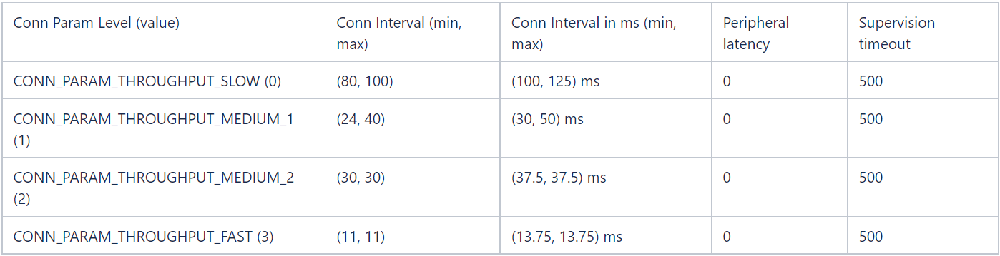 Conn Param Level (value) Conn Interval (min, max) Conn Interval in ms (min, max) Peripheral latency Supervision timeout
CONN_PARAM_THROUGHPUT_SLOW (0) (80, 100) (100, 125) ms 0 500
CONN_PARAM_THROUGHPUT_MEDIUM_1 (1) (24, 40) (30, 50) ms 0 500
CONN_PARAM_THROUGHPUT_MEDIUM_2 (2) (30, 30) (37.5, 37.5) ms 0 500
CONN_PARAM_THROUGHPUT_FAST (3) (11, 11) (13.75, 13.75) ms 0 500